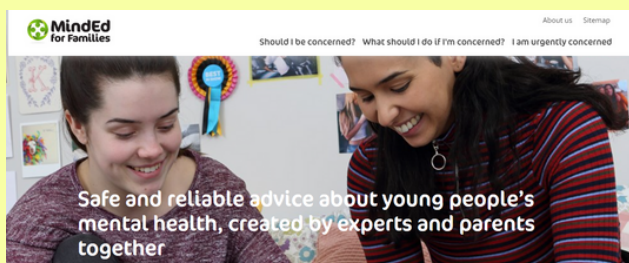 MindEd
for Families
About us Sitemap
Should I be concerned? What should I do if I'm concerned? I am urgently concerned
K
BEST
Safe and reliable advice about young people's
mental health, created by experts and parents
together